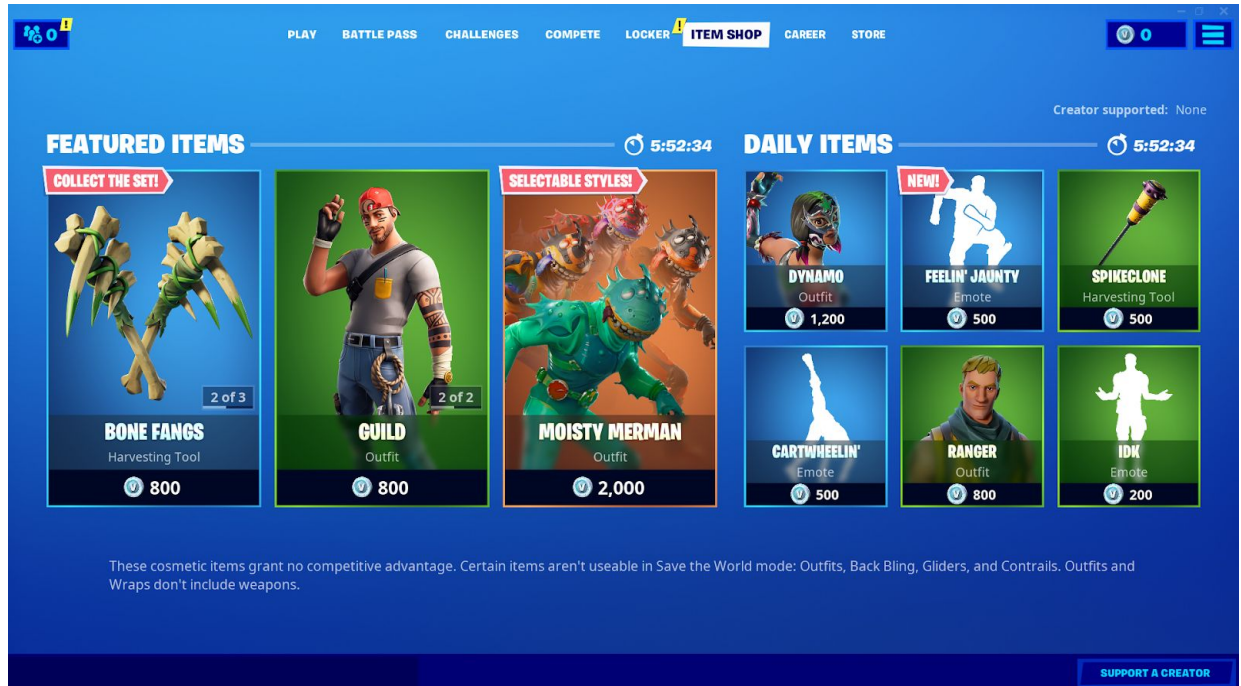 0
!
PLAY
BATTLE PASS
CHALLENGES
COMPETE
LOCKER
!
ITEM SHOP
CAREER
STORE
V 0
Creator supported: None
FEATURED ITEMS
5:52:34
COLLECT THE SET!
2 of 3
BONE FANGS
Harvesting Tool
V 800
2 of 2
GUILD
Outfit
V 800
SELECTABLE STYLES!
MOISTY MERMAN
Outfit
V 2,000
DAILY ITEMS
5:52:34
DYNAMO
Outfit
V 1,200
NEW!
FEELIN' JAUNTY
Emote
V 500
SPIKECLONE
Harvesting Tool
V 500
CARTWHEELIN'
Emote
V 500
RANGER
Outfit
V 800
IDK
Emote
V 200
These cosmetic items grant no competitive advantage. Certain items aren't useable in Save the World mode: Outfits, Back Bling, Gliders, and Contrails. Outfits and
Wraps don't include weapons.
SUPPORT A CREATOR